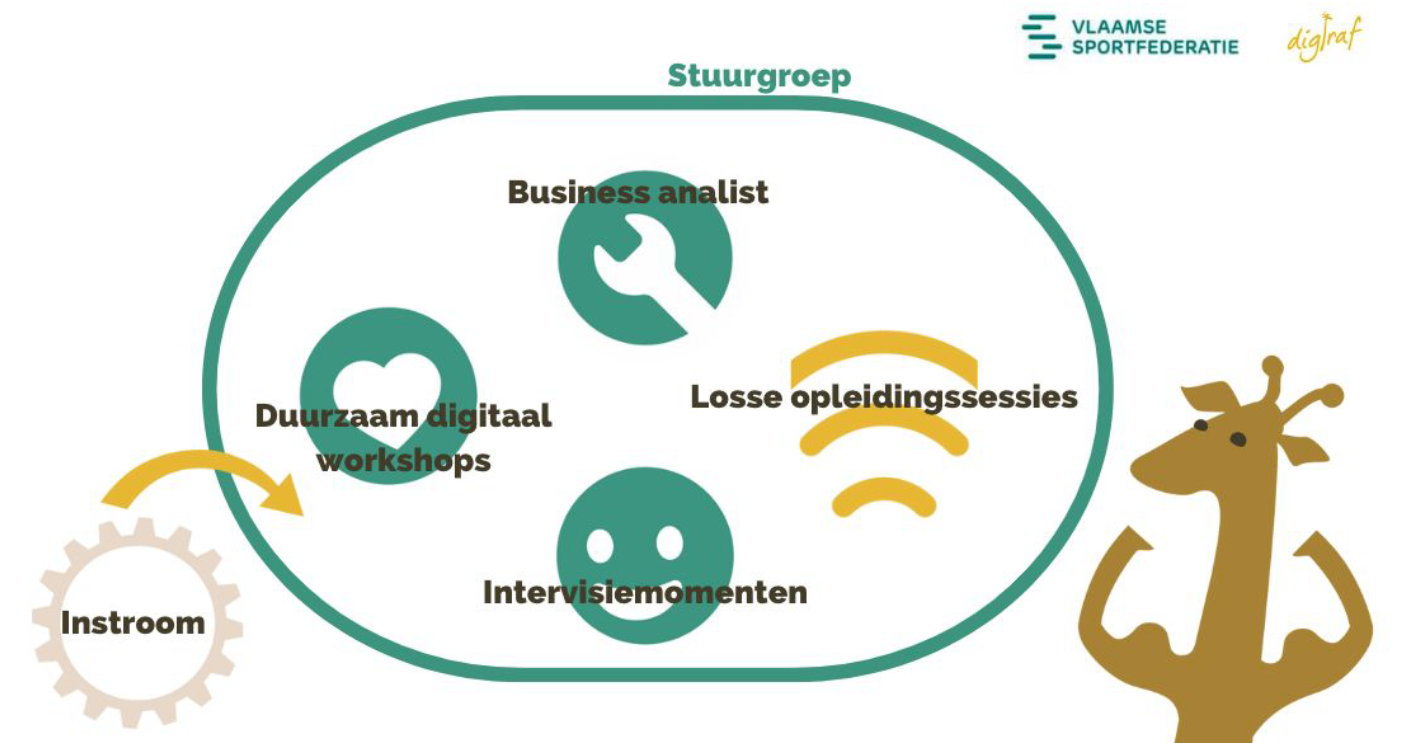 VLAAMSE
SPORTFEDERATIE
digiraf
Stuurgroep
Business analist
Duurzaam digitaal
workshops
Losse opleidingssessies
Intervisiemomenten
Instroom